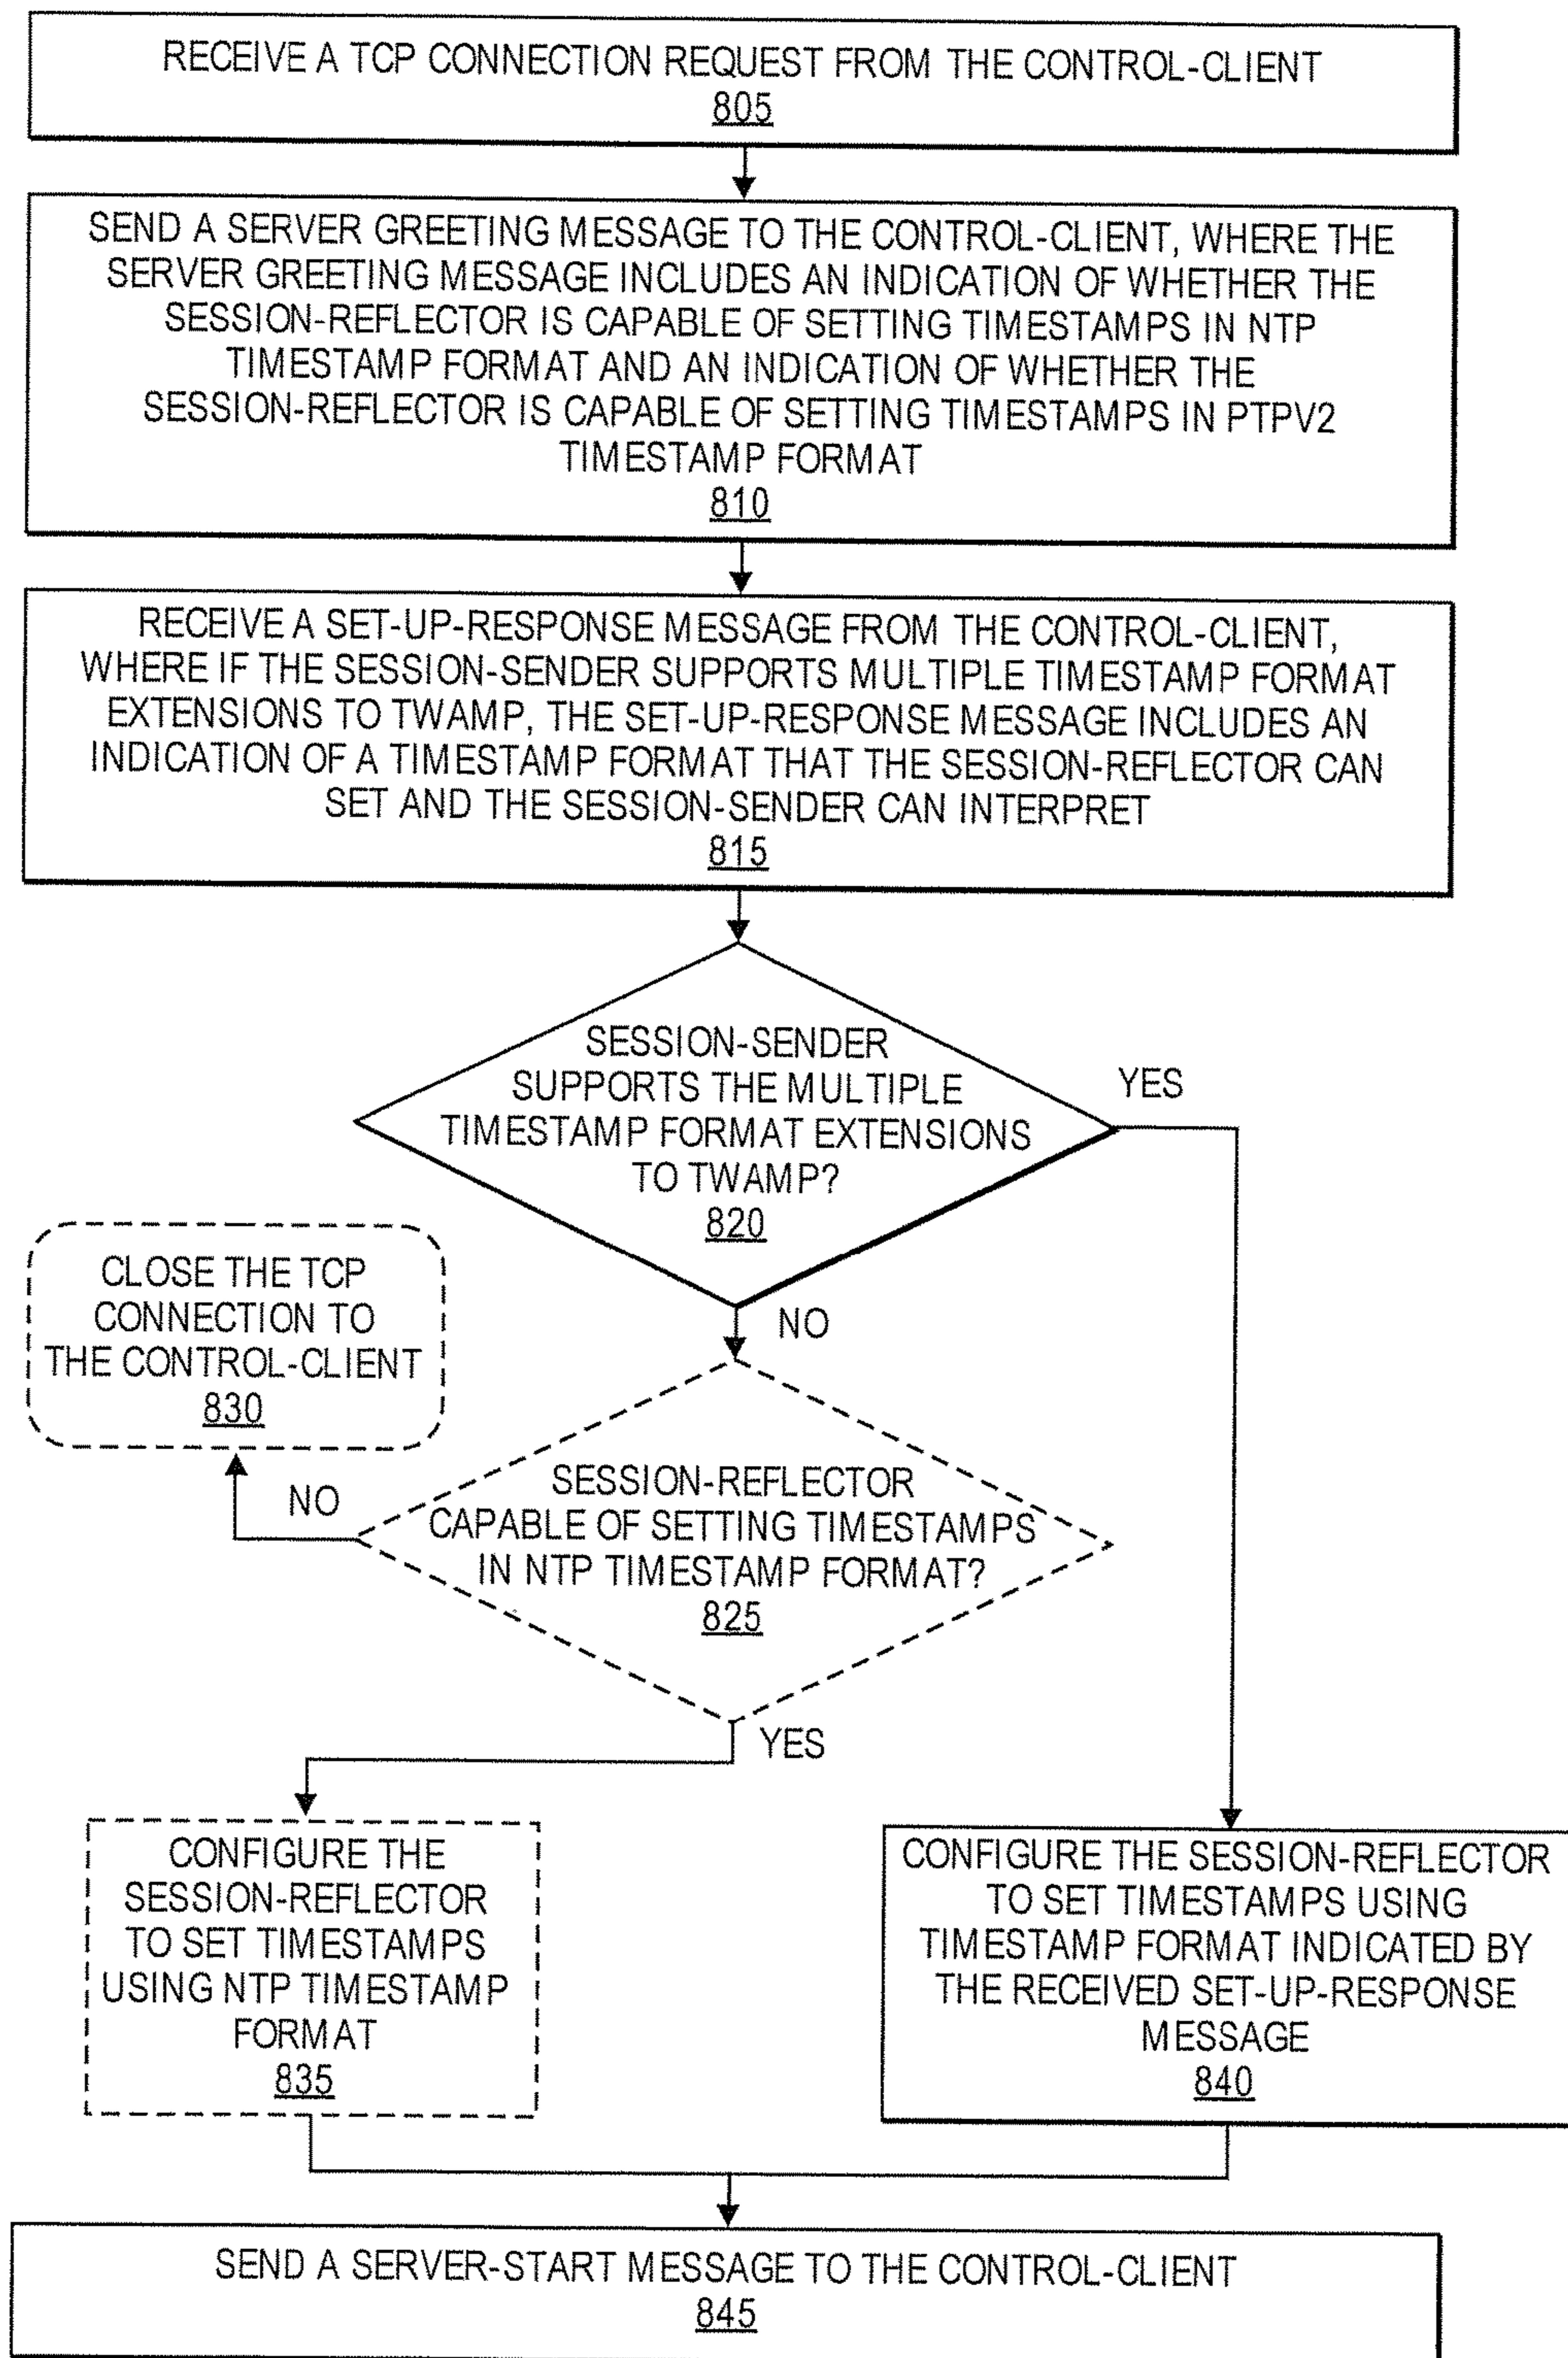 RECEIVE A TCP CONNECTION REQUEST FROM THE CONTROL-CLIENT
805
SEND A SERVER GREETING MESSAGE TO THE CONTROL-CLIENT, WHERE THE
SERVER GREETING MESSAGE INCLUDES AN INDICATION OF WHETHER THE
SESSION-REFLECTOR IS CAPABLE OF SETTING TIMESTAMPS IN NTP
TIMESTAMP FORMAT AND AN INDICATION OF WHETHER THE
SESSION-REFLECTOR IS CAPABLE OF SETTING TIMESTAMPS IN PTPV2
TIMESTAMP FORMAT
810
RECEIVE A SET-UP-RESPONSE MESSAGE FROM THE CONTROL-CLIENT,
WHERE IF THE SESSION-SENDER SUPPORTS MULTIPLE TIMESTAMP FORMAT
EXTENSIONS TO TWAMP, THE SET-UP-RESPONSE MESSAGE INCLUDES AN
INDICATION OF A TIMESTAMP FORMAT THAT THE SESSION-REFLECTOR CAN
SET AND THE SESSION-SENDER CAN INTERPRET
815
SESSION-SENDER
SUPPORTS THE MULTIPLE
TIMESTAMP FORMAT EXTENSIONS
TO TWAMP?
820
YES
NO
CLOSE THE TCP
CONNECTION TO
THE CONTROL-CLIENT
830
NO
SESSION-REFLECTOR
CAPABLE OF SETTING TIMESTAMPS
IN NTP TIMESTAMP FORMAT?
825
YES
CONFIGURE THE
SESSION-REFLECTOR
TO SET TIMESTAMPS
USING NTP TIMESTAMP
FORMAT
835
CONFIGURE THE SESSION-REFLECTOR
TO SET TIMESTAMPS USING
TIMESTAMP FORMAT INDICATED BY
THE RECEIVED SET-UP-RESPONSE
MESSAGE
840
SEND A SERVER-START MESSAGE TO THE CONTROL-CLIENT
845